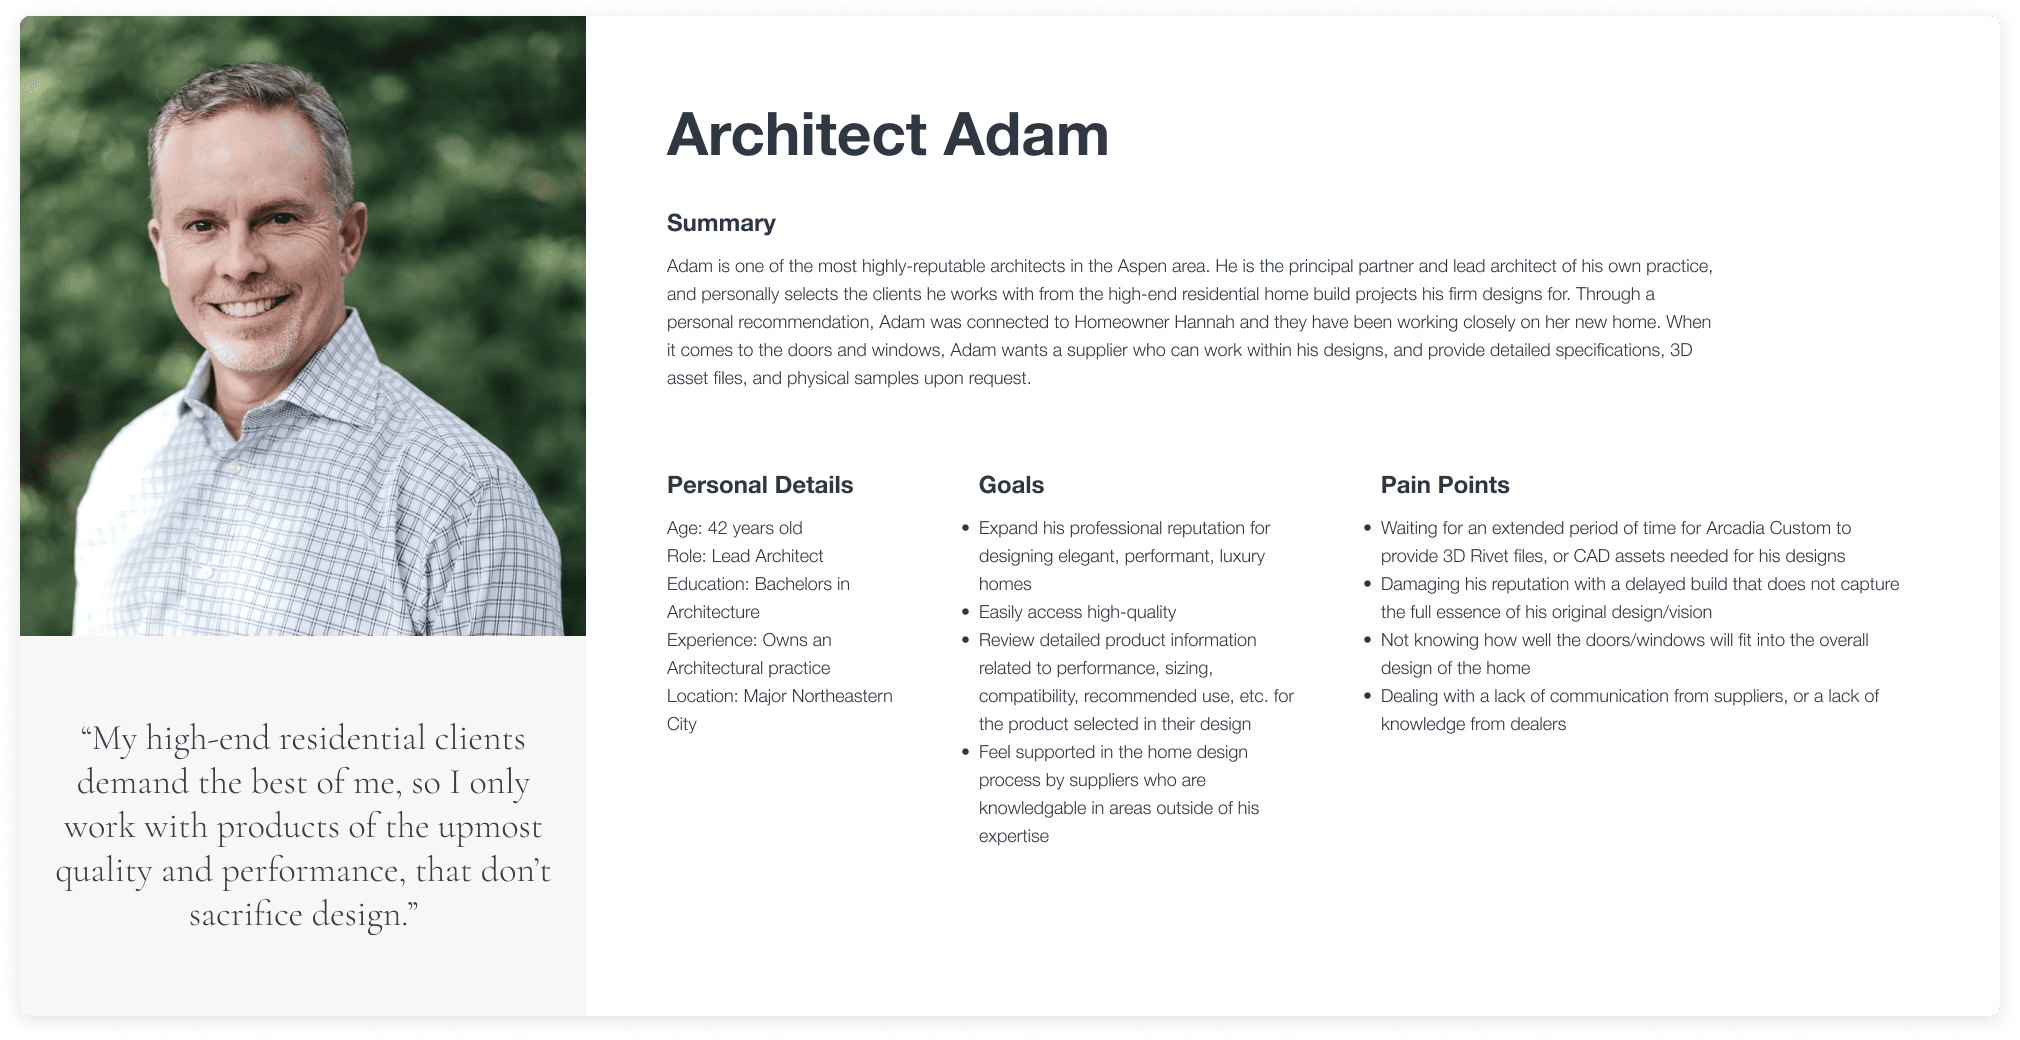 Architect Adam
Summary
Adam is one of the most highly-reputable architects in the Aspen area. He is the principal partner and lead architect of his own practice,
and personally selects the clients he works with from the high-end residential home build projects his firm designs for. Through a
personal recommendation, Adam was connected to Homeowner Hannah and they have been working closely on her new home. When
it comes to the doors and windows, Adam wants a supplier who can work within his designs, and provide detailed specifications, 3D
asset files, and physical samples upon request.
Personal Details
Age: 42 years old
Role: Lead Architect
Education: Bachelors in
Architecture
Experience: Owns an
Architectural practice
Location: Major Northeastern
City
Goals
• Expand his professional reputation for
designing elegant, performant, luxury
homes
• Easily access high-quality
• Review detailed product information
related to performance, sizing,
compatibility, recommended use, etc. for
the product selected in their design
• Feel supported in the home design
process by suppliers who are
knowledgable in areas outside of his
expertise
Pain Points
• Waiting for an extended period of time for Arcadia Custom to
provide 3D Rivet files, or CAD assets needed for his designs
• Damaging his reputation with a delayed build that does not capture
the full essence of his original design/vision
• Not knowing how well the doors/windows will fit into the overall
design of the home
• Dealing with a lack of communication from suppliers, or a lack of
knowledge from dealers
“My high-end residential clients
demand the best of me, so I only
work with products of the upmost
quality and performance, that don’t
sacrifice design.”